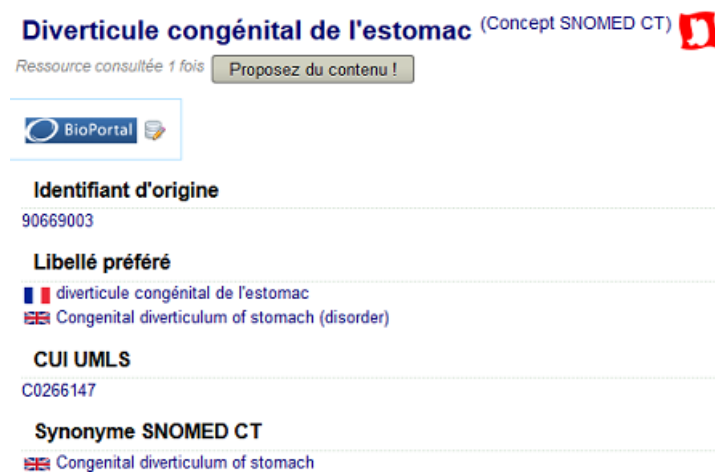 Diverticule congénital de l'estomac (Concept SNOMED CT)
Ressource consultée 1 fois Proposez du contenu !
BioPortal
Identifiant d'origine
90669003
Libellé préféré
diverticule congénital de l'estomac
Congenital diverticulum of stomach (disorder)
CUI UMLS
C0266147
Synonyme SNOMED CT
Congenital diverticulum of stomach